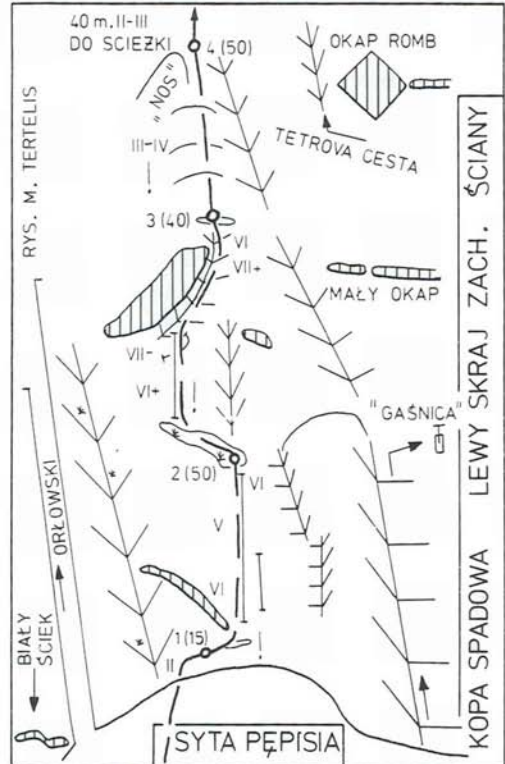 40 m. II-III
DO ŚCIEŻKI
4 (50)
OKAP ROMB
"NOS"
TETROVA CESTA
III-IV
!
RYS. M. TERTELIS
3 (40)
VI
VII+
MAŁY OKAP
VII-
VI+
!
"GAŚNICA"
2 (50)
VI
V
VI
ORŁOWSKI
BIAŁY
ŚCIEK
1 (15)
II
!
SYTA PEPISIA
KOPA SPADOWA LEWY SKRAJ ZACH. ŚCIANY